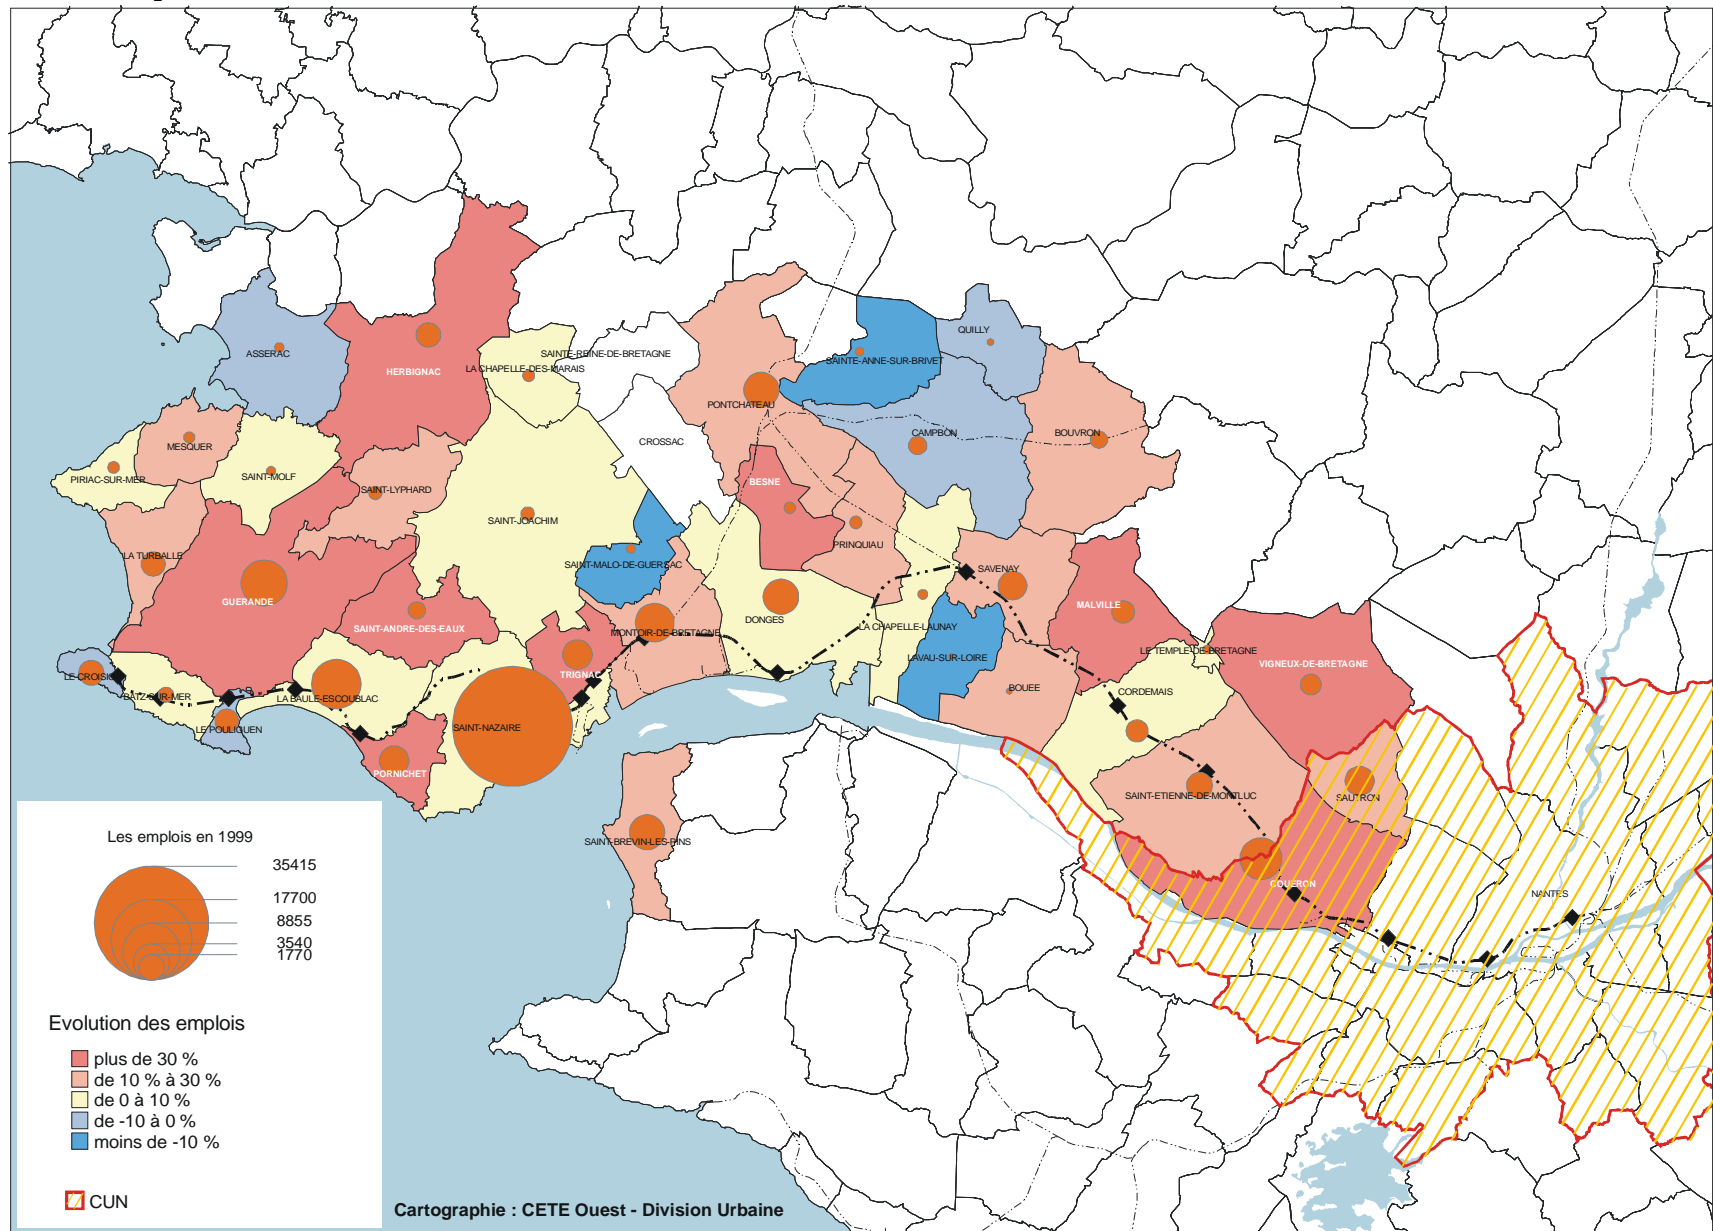 QUILLY
ASSERAC
SAINTE-REINE-DE-BRETAGNE
SAINTE-ANNE-SUR-BRIVET
LA CHAPELLE-DES-MARAIS
HERBIGNAC
PONTCHATEAU
CAMPBON
BOUVRON
CROSSAC
MESQUER
PIRIAC-SUR-MER
SAINT-MOLF
BESNE
SAINT-LYPHARD
SAINT-JOACHIM
PRINQUIAU
LA TURBALLE
SAINT-MALO-DE-GUERSAC
SAVENAY
GUERANDE
MALVILLE
SAINT-ANDRE-DES-EAUX
DONGES
LA CHAPELLE-LAUNAY
MONTOIR-DE-BRETAGNE
LE TEMPLE-DE-BRETAGNE
LAVAU-SUR-LOIRE
VIGNEUX-DE-BRETAGNE
LE CROISIC
TRIGNAC
BOUEE
CORDEMAIS
BATZ-SUR-MER
LA BAULE-ESCOUBLAC
LE POULIGUEN
SAINT-NAZAIRE
PORNICHET
SAINT-ETIENNE-DE-MONTLUC
SAUTRON
SAINT-BREVIN-LES-PINS
COUERON
NANTES
Les emplois en 1999
35415
17700
8855
3540
1770
Evolution des emplois
plus de 30 %
de 10 % à 30 %
de 0 à 10 %
de -10 à 0 %
moins de -10 %
CUN
Cartographie : CETE Ouest - Division Urbaine